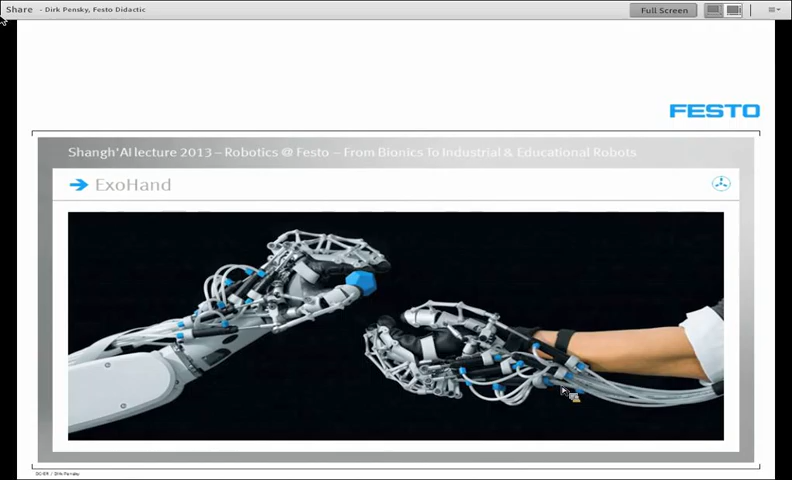 Share - Dirk Pensky, Festo Didactic
Full Screen
FESTO
Shangh'AI lecture 2013 – Robotics @ Festo – From Bionics To Industrial & Educational Robots
ExoHand